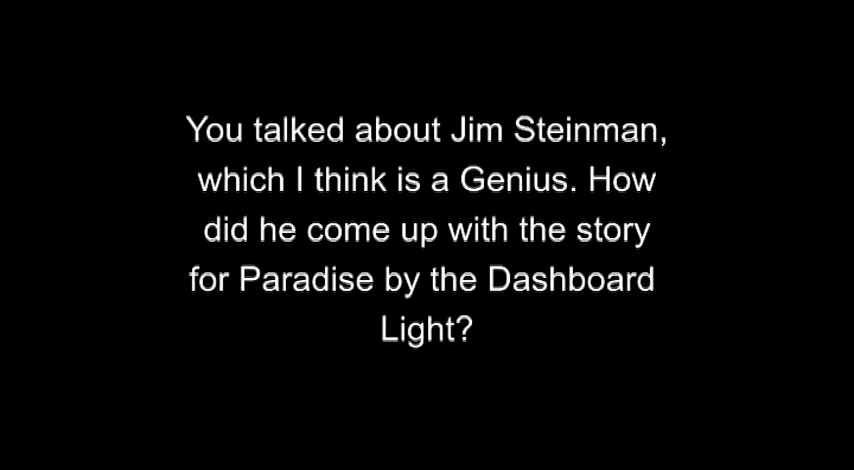 You talked about Jim Steinman,
which I think is a Genius. How
did he come up with the story
for Paradise by the Dashboard
Light?